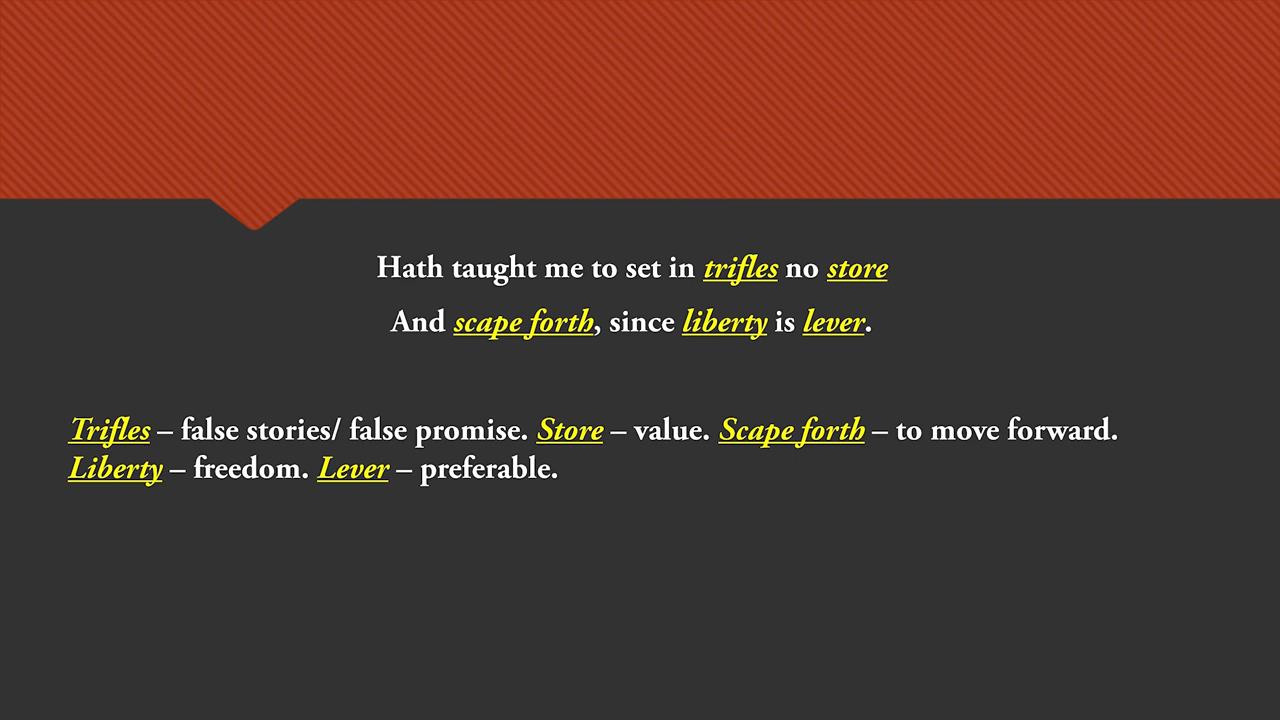 Hath taught me to set in trifles no store
And scape forth, since liberty is lever.
Trifles – false stories/ false promise. Store – value. Scape forth – to move forward.
Liberty – freedom. Lever – preferable.